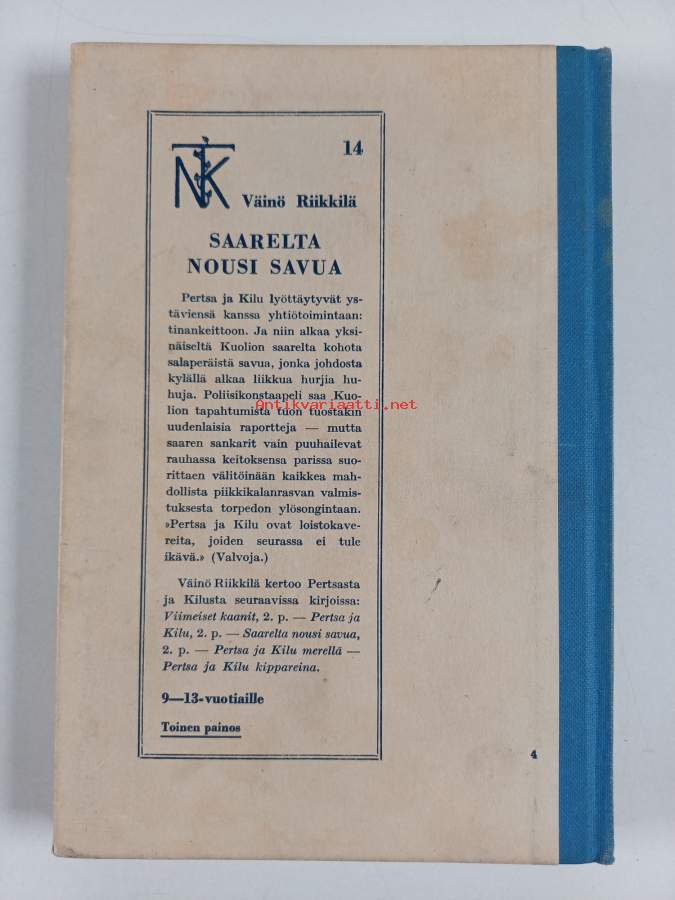 14
NTK
Väinö Riikkilä
SAARELTA
NOUSI SAVUA
Pertsa ja Kilu lyöttäytyvät ys-
täviensä kanssa yhtiötoimintaan:
tinankeittoon. Ja niin alkaa yksi-
näiseltä Kuolion saarelta kohota
salaperäistä savua, jonka johdosta
kylällä alkaa liikkua hurjia hu-
huja. Poliisikonstaapeli saa Kuo-
lion tapahtumista tuon tuostakin
Antikvariaatti.net
uudenlaisia raportteja — mutta
saaren sankarit vain puuhailevat
rauhassa keitoksensa parissa suo-
rittaen välitöinään kaikkea mah-
dollista piikkikalanrasvan valmis-
tuksesta torpedon ylösongintaan.
»Pertsa ja Kilu ovat loistokave-
reita, joiden seurassa ei tule
ikävä.» (Valvoja.)
Väinö Riikkilä kertoo Pertsasta
ja Kilusta seuraavissa kirjoissa:
Viimeiset kaanit, 2. p. — Pertsa ja
Kilu, 2. p. — Saarelta nousi savua,
2. p. — Pertsa ja Kilu merellä —
Pertsa ja Kilu kippareina.
9—13-vuotiaille
Toinen painos
4